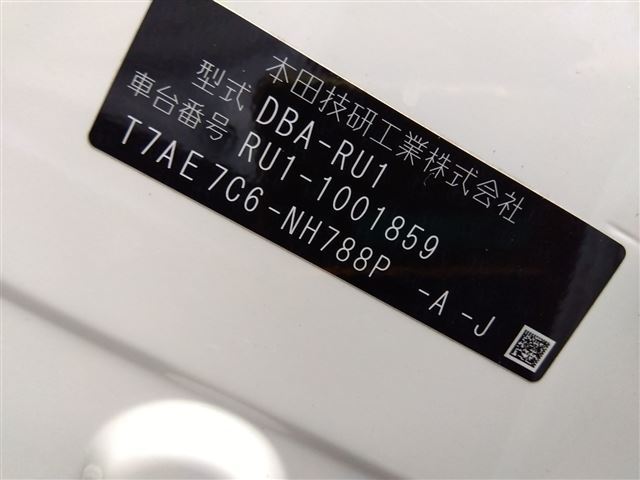 本田技研工業株式会社
型式 DBA-RU1
車台番号 RU1-1001859
T7AE7C6-NH788P -A-J